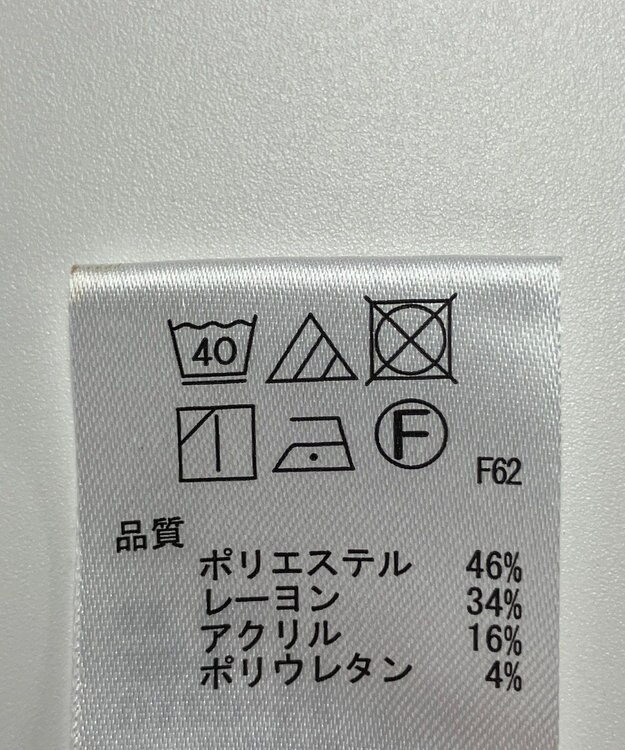 40
F
F62
品質
ポリエステル 46%
レーヨン 34%
アクリル 16%
ポリウレタン 4%